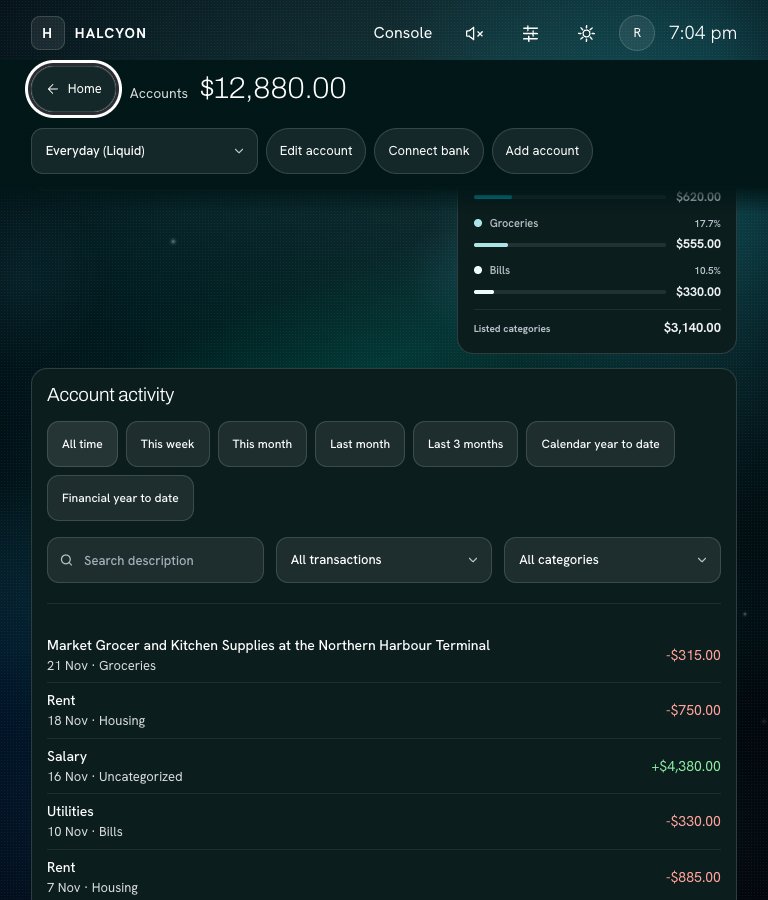 H HALCYON Console R 7:04 pm
Home Accounts $12,880.00
Everyday (Liquid) Edit account Connect bank Add account
$620.00
Groceries 17.7%
$555.00
Bills 10.5%
$330.00
Listed categories $3,140.00
Account activity
All time This week This month Last month Last 3 months Calendar year to date
Financial year to date
Search description All transactions All categories
Market Grocer and Kitchen Supplies at the Northern Harbour Terminal
21 Nov · Groceries -$315.00
Rent
18 Nov · Housing -$750.00
Salary
16 Nov · Uncategorized +$4,380.00
Utilities
10 Nov · Bills -$330.00
Rent
7 Nov · Housing -$885.00